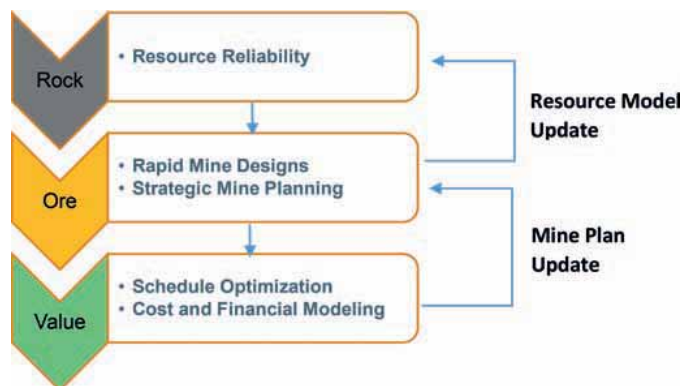 Rock
• Resource Reliability
Resource Model
Update
Ore
• Rapid Mine Designs
• Strategic Mine Planning
Mine Plan
Update
Value
• Schedule Optimization
• Cost and Financial Modeling